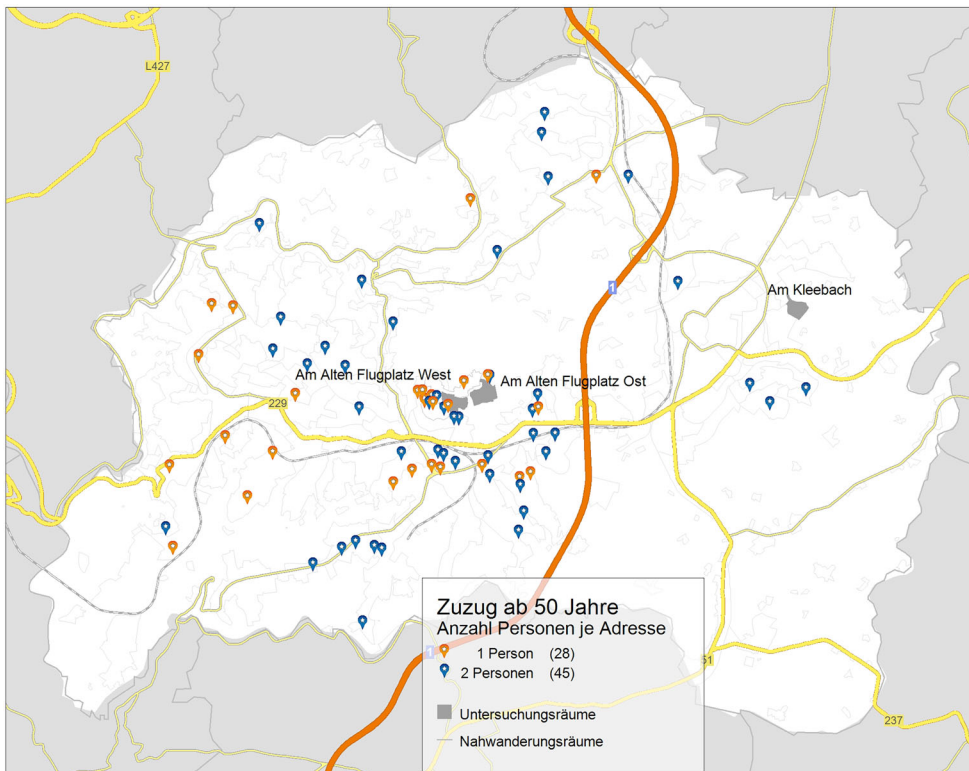 L427
1
Am Kleebach
Am Alten Flugplatz West
Am Alten Flugplatz Ost
229
Zuzug ab 50 Jahre
Anzahl Personen je Adresse
1 Person (28)
2 Personen (45)
Untersuchungsräume
Nahwanderungsräume
1
51
237